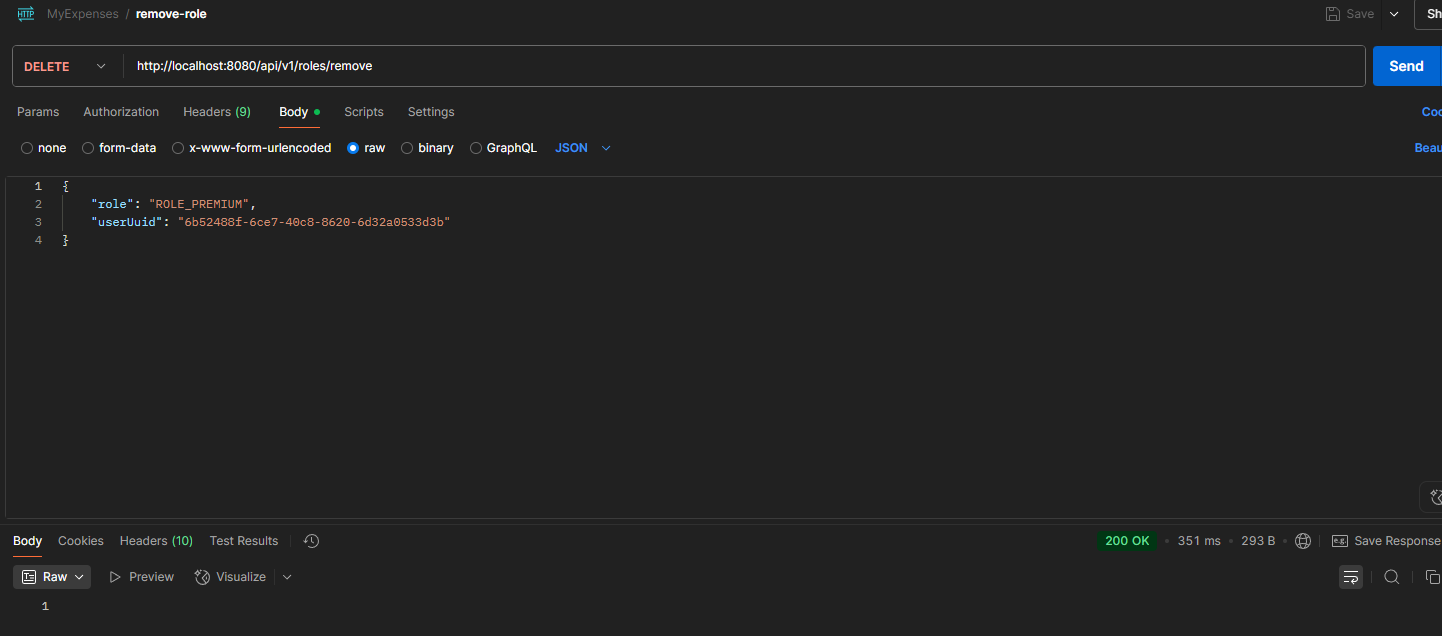 HTTP MyExpenses / remove-role Save Sh
DELETE http://localhost:8080/api/v1/roles/remove Send
Params Authorization Headers (9) Body Scripts Settings Coo
none form-data x-www-form-urlencoded raw binary GraphQL JSON Beau
1 {
2 "role": "ROLE_PREMIUM",
3 "userUuid": "6b52488f-6ce7-40c8-8620-6d32a0533d3b"
4 }
Body Cookies Headers (10) Test Results 200 OK • 351 ms • 293 B • e.g. Save Response
Raw Preview Visualize
1